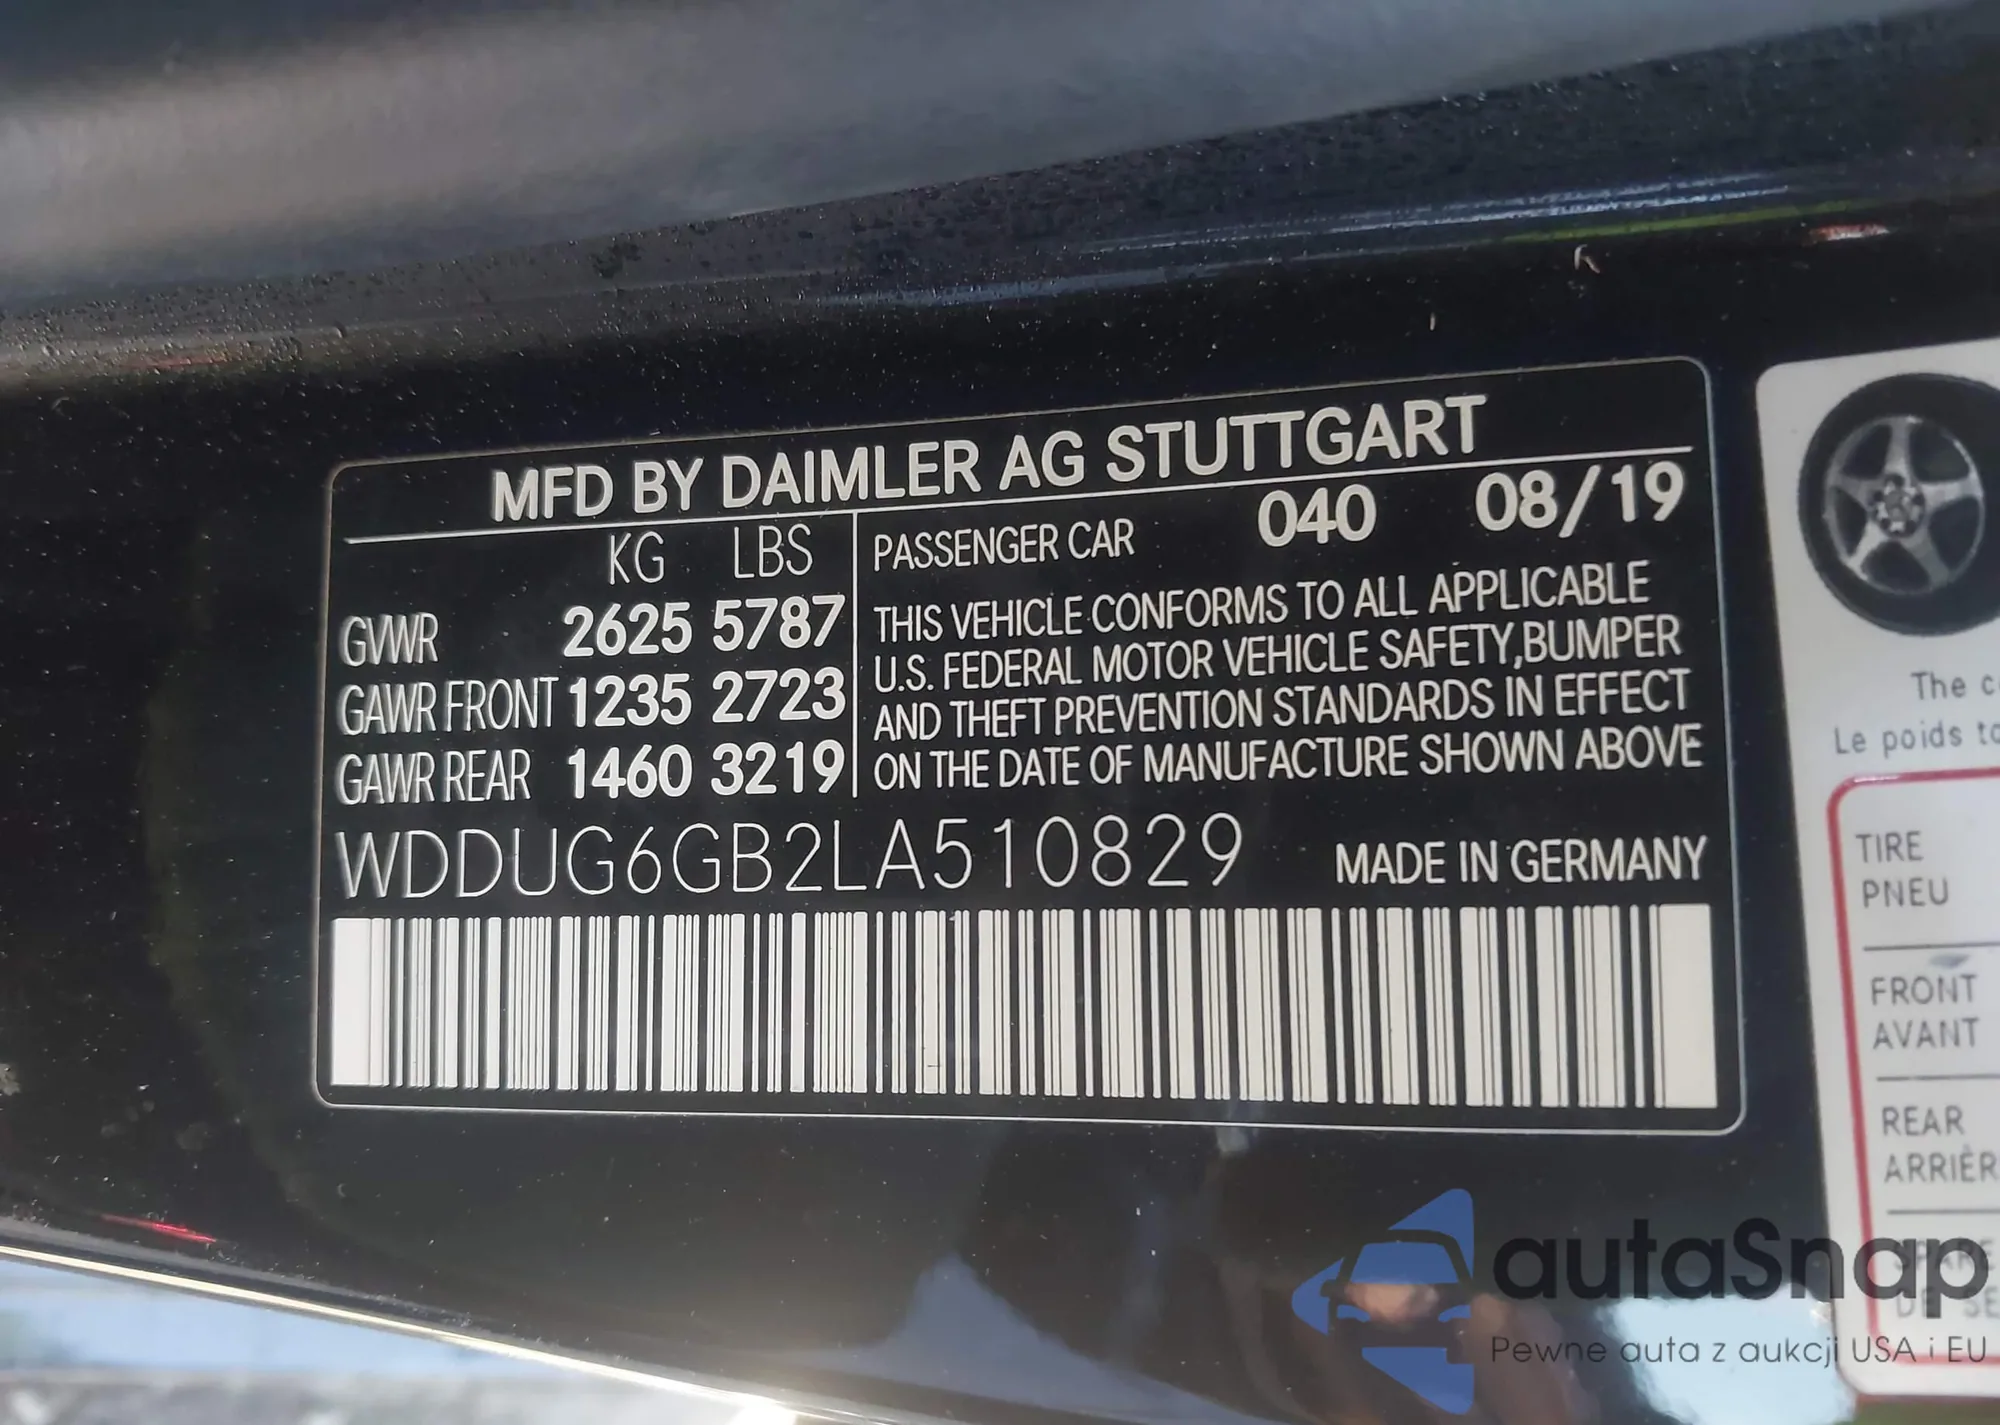 MFD BY DAIMLER AG STUTTGART
KG LBS
GVWR 2625 5787
GAWR FRONT 1235 2723
GAWR REAR 1460 3219
PASSENGER CAR 040 08/19
THIS VEHICLE CONFORMS TO ALL APPLICABLE
U.S. FEDERAL MOTOR VEHICLE SAFETY,BUMPER
AND THEFT PREVENTION STANDARDS IN EFFECT
ON THE DATE OF MANUFACTURE SHOWN ABOVE
WDDUG6GB2LA510829 MADE IN GERMANY
The
Le poids
TIRE
PNEU
FRONT
AVANT
REAR
autaSnap
Pewne auta z aukcji USA i EU